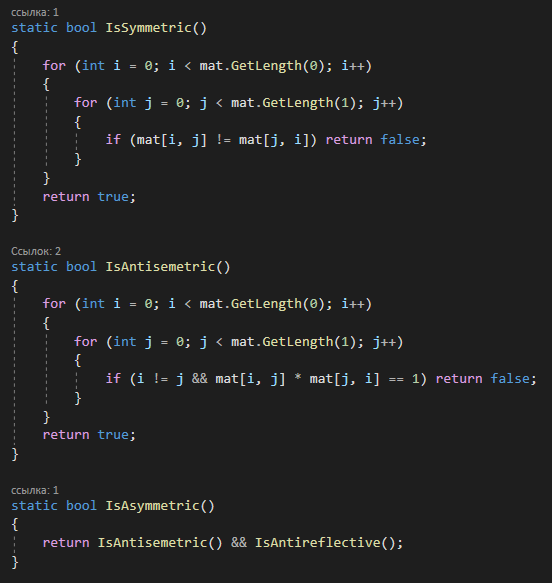 ссылка: 1
static bool IsSymmetric()
{
for (int i = 0; i < mat.GetLength(0); i++)
{
for (int j = 0; j < mat.GetLength(1); j++)
{
if (mat[i, j] != mat[j, i]) return false;
}
}
return true;
}
Ссылок: 2
static bool IsAntisemetric()
{
for (int i = 0; i < mat.GetLength(0); i++)
{
for (int j = 0; j < mat.GetLength(1); j++)
{
if (i != j && mat[i, j] * mat[j, i] == 1) return false;
}
}
return true;
}
ссылка: 1
static bool IsAsymmetric()
{
return IsAntisemetric() && IsAntireflective();
}